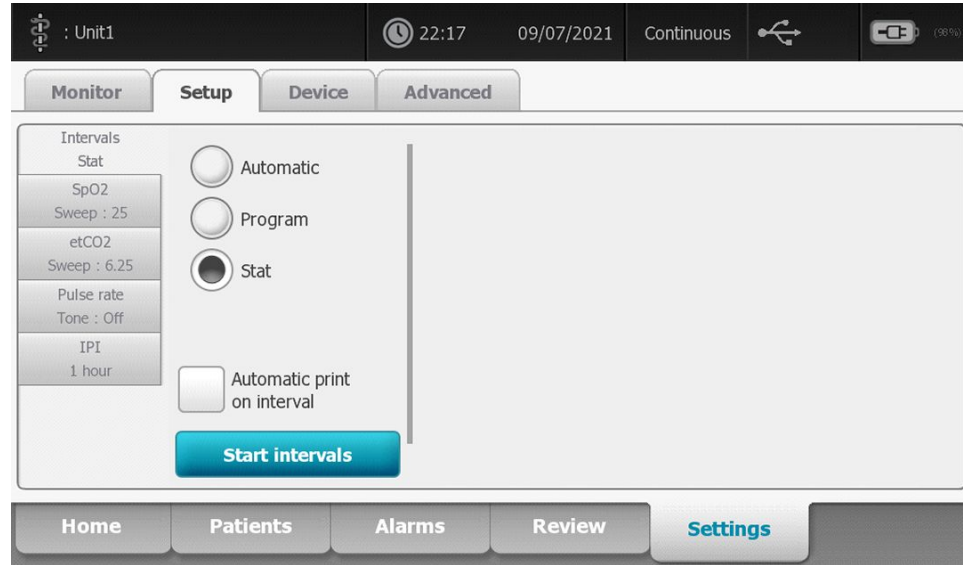 : Unit1
22:17
09/07/2021
Continuous
(98%)
Monitor
Setup
Device
Advanced
Intervals
Stat
SpO2
Sweep : 25
etCO2
Sweep : 6.25
Pulse rate
Tone : Off
IPI
1 hour
Automatic
Program
Stat
Automatic print
on interval
Start intervals
Home
Patients
Alarms
Review
Settings